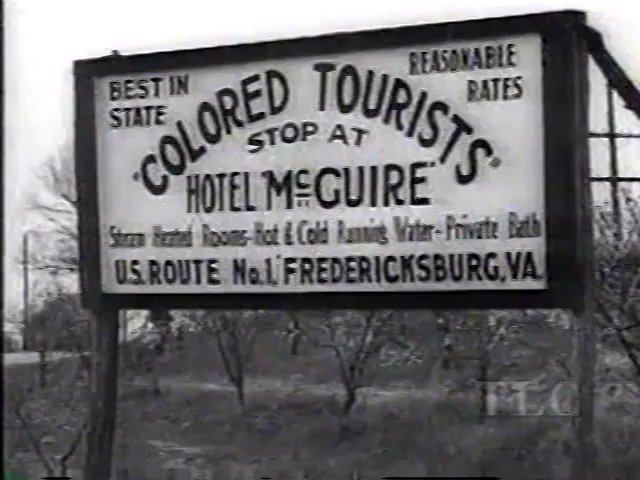 BEST IN STATE
REASONABLE RATES
"COLORED TOURISTS"
STOP AT
HOTEL "McGUIRE"
Steam Heated Rooms-Hot & Cold Running Water-Private Bath
U.S. ROUTE No.1, FREDERICKSBURG, VA.
TLC